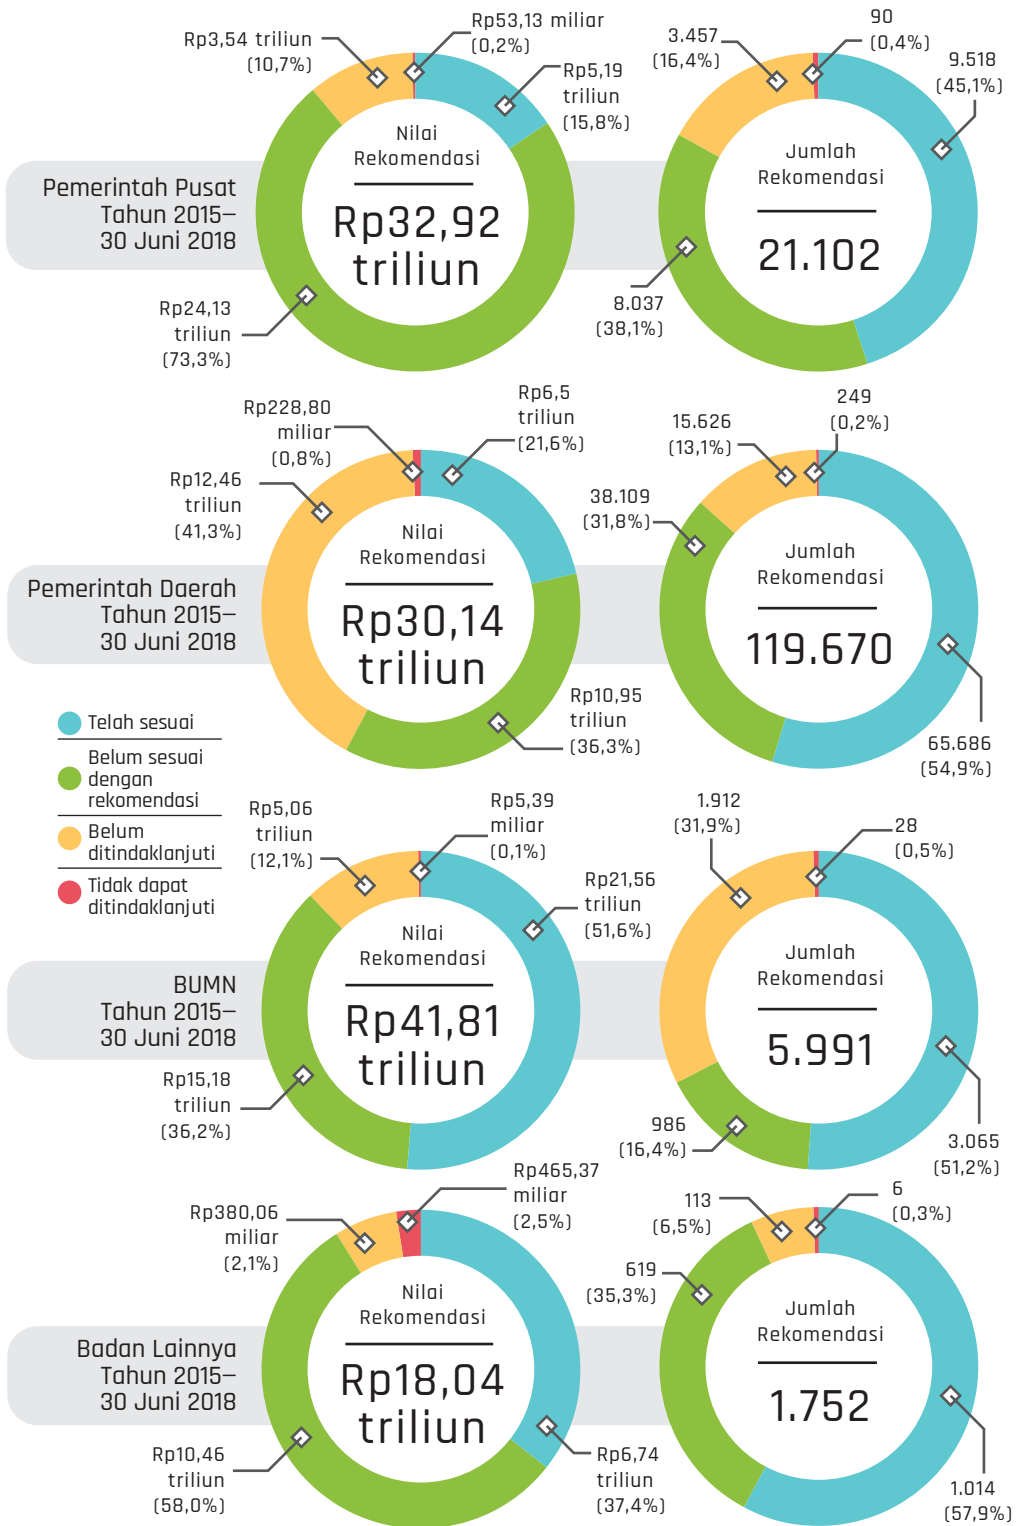 Rp3,54 triliun
(10,7%)
Rp53,13 miliar
(0,2%)
Rp5,19
triliun
(15,8%)
3.457
(16,4%)
90
(0,4%)
9.518
(45,1%)
Nilai
Rekomendasi
Rp32,92
triliun
Jumlah
Rekomendasi
21.102
Pemerintah Pusat
Tahun 2015–
30 Juni 2018
Rp24,13
triliun
(73,3%)
8.037
(38,1%)
Rp228,80
miliar
(0,8%)
Rp6,5
triliun
(21,6%)
Rp12,46
triliun
(41,3%)
15.626
(13,1%)
249
(0,2%)
38.109
(31,8%)
Nilai
Rekomendasi
Rp30,14
triliun
Jumlah
Rekomendasi
119.670
Pemerintah Daerah
Tahun 2015–
30 Juni 2018
Rp10,95
triliun
(36,3%)
65.686
(54,9%)
Telah sesuai
Belum sesuai
dengan
rekomendasi
Belum
ditindaklanjuti
Tidak dapat
ditindaklanjuti
Rp5,06
triliun
(12,1%)
Rp5,39
miliar
(0,1%)
Rp21,56
triliun
(51,6%)
1.912
(31,9%)
28
(0,5%)
Nilai
Rekomendasi
Rp41,81
triliun
Jumlah
Rekomendasi
5.991
BUMN
Tahun 2015–
30 Juni 2018
Rp15,18
triliun
(36,2%)
986
(16,4%)
3.065
(51,2%)
Rp380,06
miliar
(2,1%)
Rp465,37
miliar
(2,5%)
113
(6,5%)
6
(0,3%)
619
(35,3%)
Nilai
Rekomendasi
Rp18,04
triliun
Jumlah
Rekomendasi
1.752
Badan Lainnya
Tahun 2015–
30 Juni 2018
Rp10,46
triliun
(58,0%)
Rp6,74
triliun
(37,4%)
1.014
(57,9%)